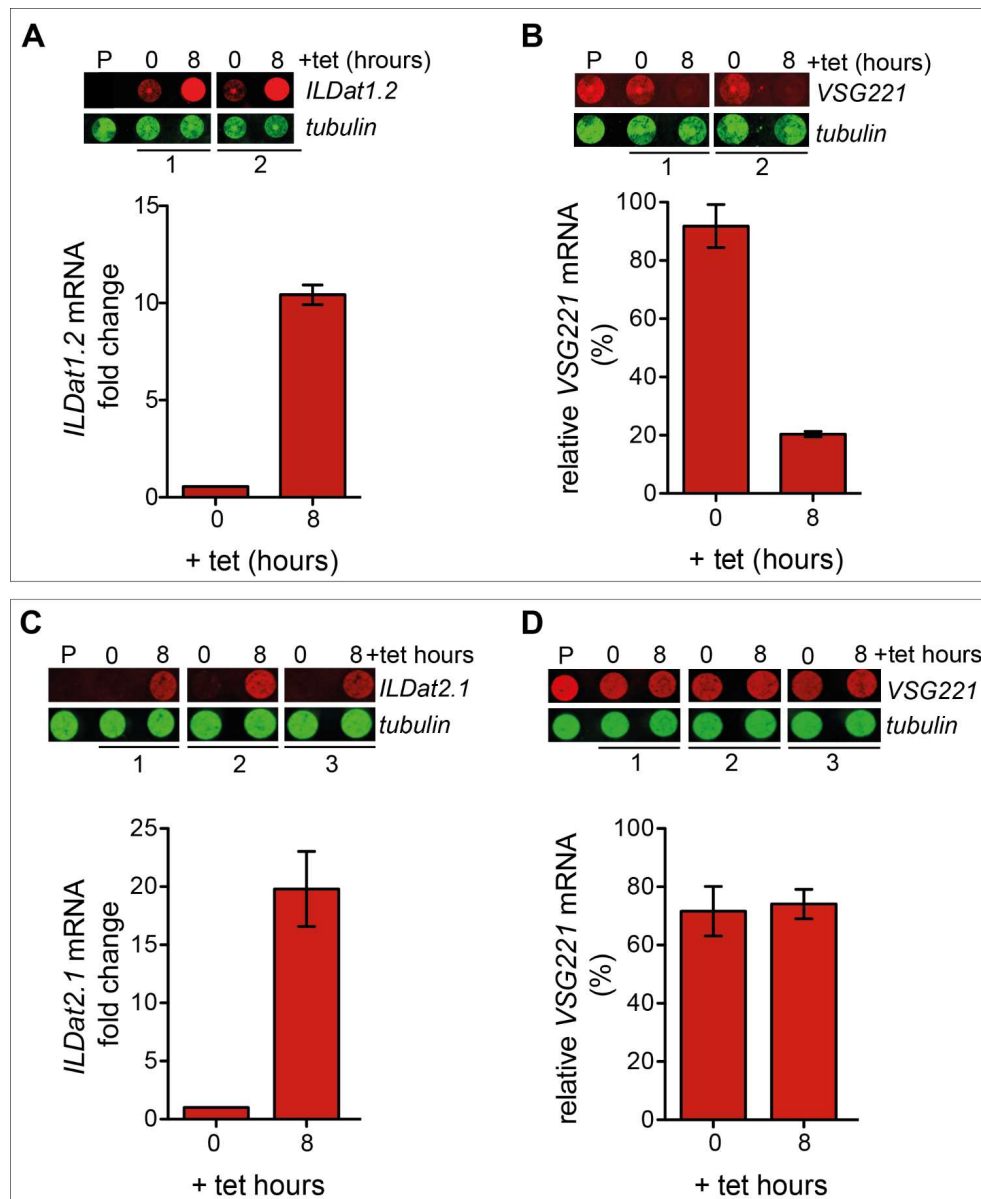 A
P 0 8 0 8 +tet (hrours)
ILDat1.2
tubulin
1 2
ILDat1.2 mRNA
fold change
15
10
5
0
0 8
+ tet (hours)
B
P 0 8 0 8 +tet (hours)
VSG221
tubulin
1 2
relative VSG221 mRNA
(%)
100
80
60
40
20
0
0 8
+ tet (hours)
C
P 0 8 0 8 0 8 +tet hours
ILDat2.1
tubulin
1 2 3
ILDat2.1 mRNA
fold change
25
20
15
10
5
0
0 8
+ tet hours
D
P 0 8 0 8 0 8 +tet hours
VSG221
tubulin
1 2 3
relative VSG221 mRNA
(%)
100
80
60
40
20
0
0 8
+ tet hours